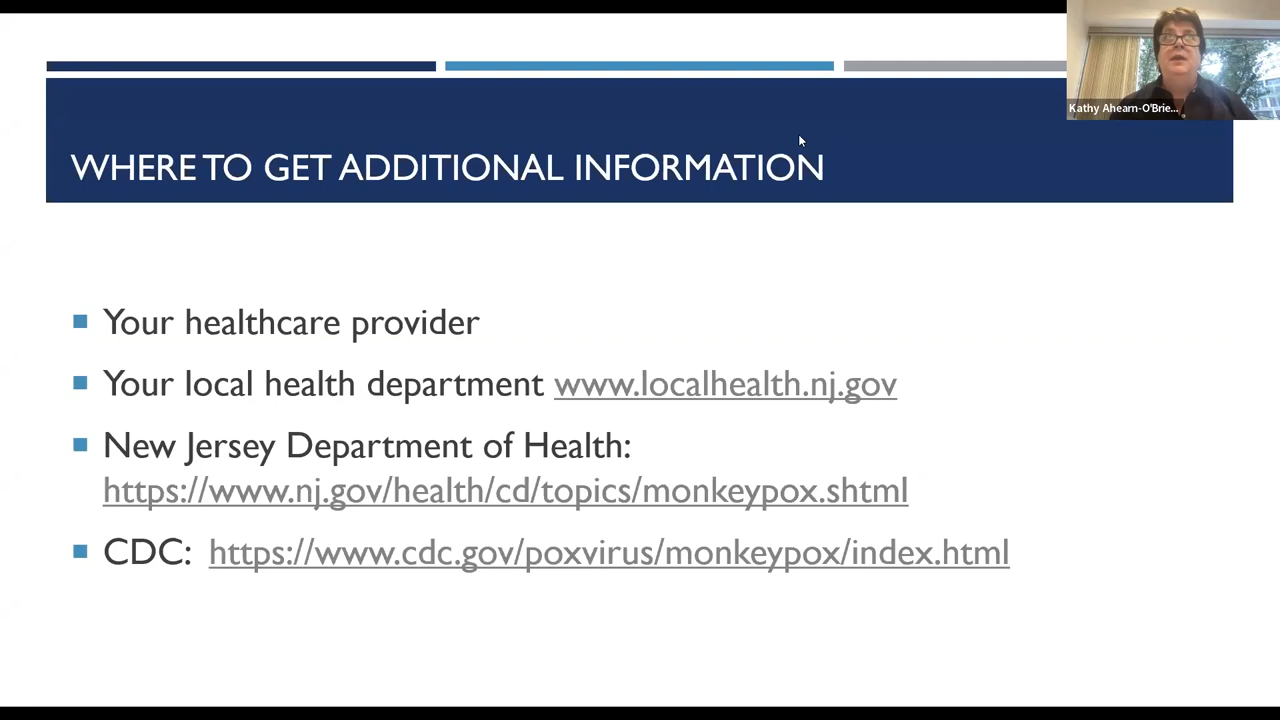 Kathy Ahearn-O'Brie...
WHERE TO GET ADDITIONAL INFORMATION
Your healthcare provider
Your local health department www.localhealth.nj.gov
New Jersey Department of Health:
https://www.nj.gov/health/cd/topics/monkeypox.shtml
CDC: https://www.cdc.gov/poxvirus/monkeypox/index.html